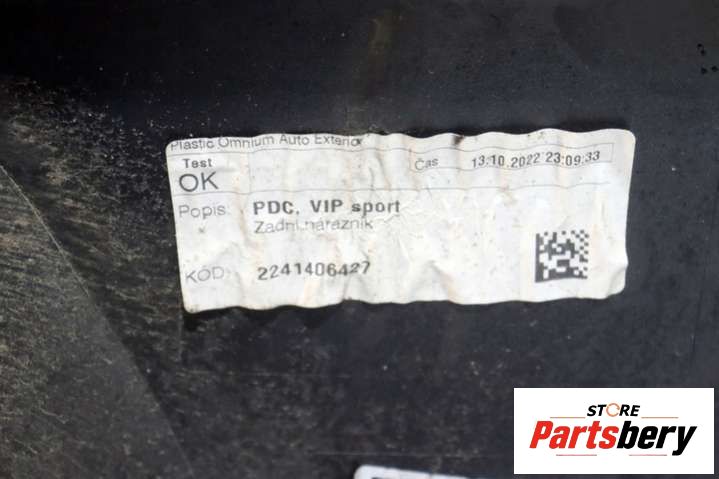 Plastic Omnium Auto Exterior
Test
OK
Čas 13.10.2022 23:09:33
Popis: PDC, VIP sport
Zadní nárazník
KÓD: 2241406427
STORE
Partsbery